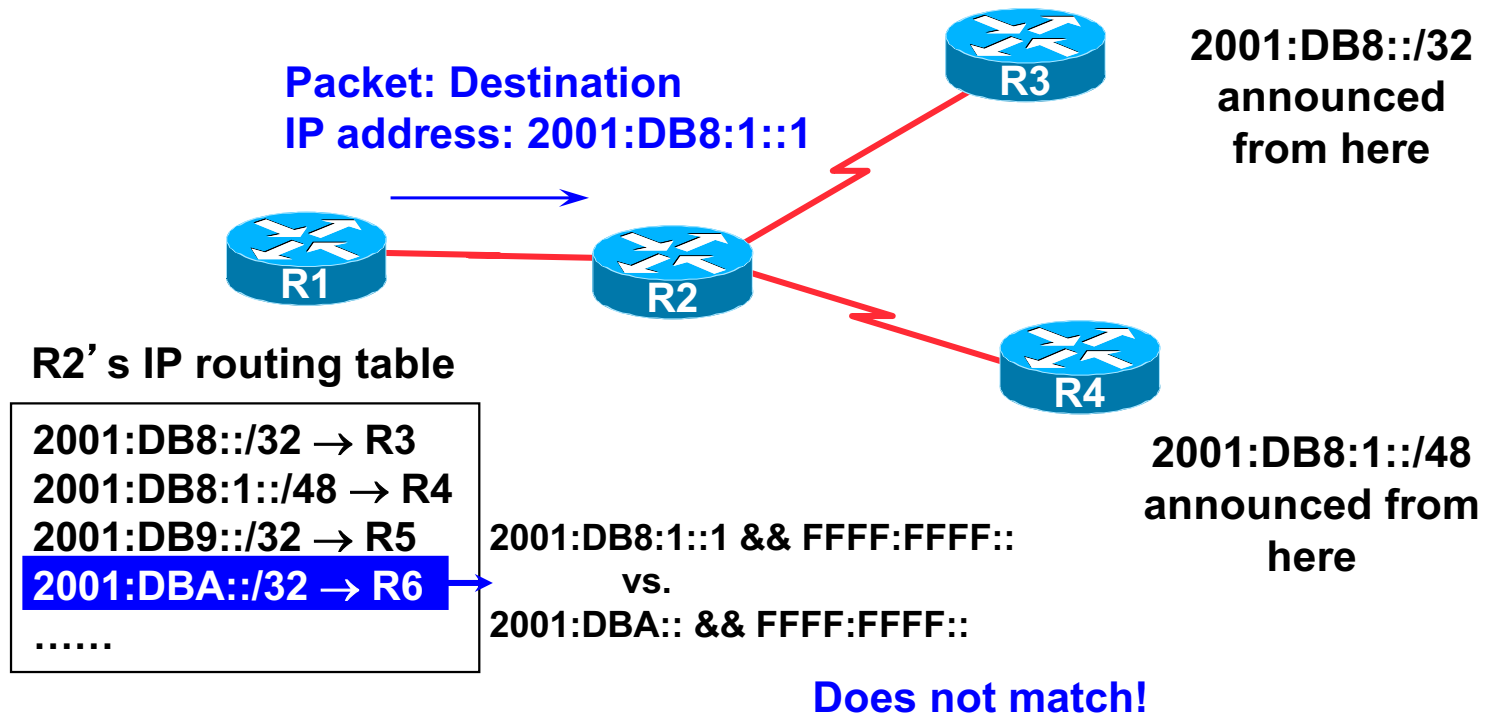 Packet: Destination
IP address: 2001:DB8:1::1
R3
2001:DB8::/32
announced
from here
R1
R2
R4
2001:DB8:1::/48
announced from
here
R2’s IP routing table
2001:DB8::/32 → R3
2001:DB8:1::/48 → R4
2001:DB9::/32 → R5
2001:DBA::/32 → R6
......
2001:DB8:1::1 && FFFF:FFFF::
vs.
2001:DBA:: && FFFF:FFFF::
Does not match!